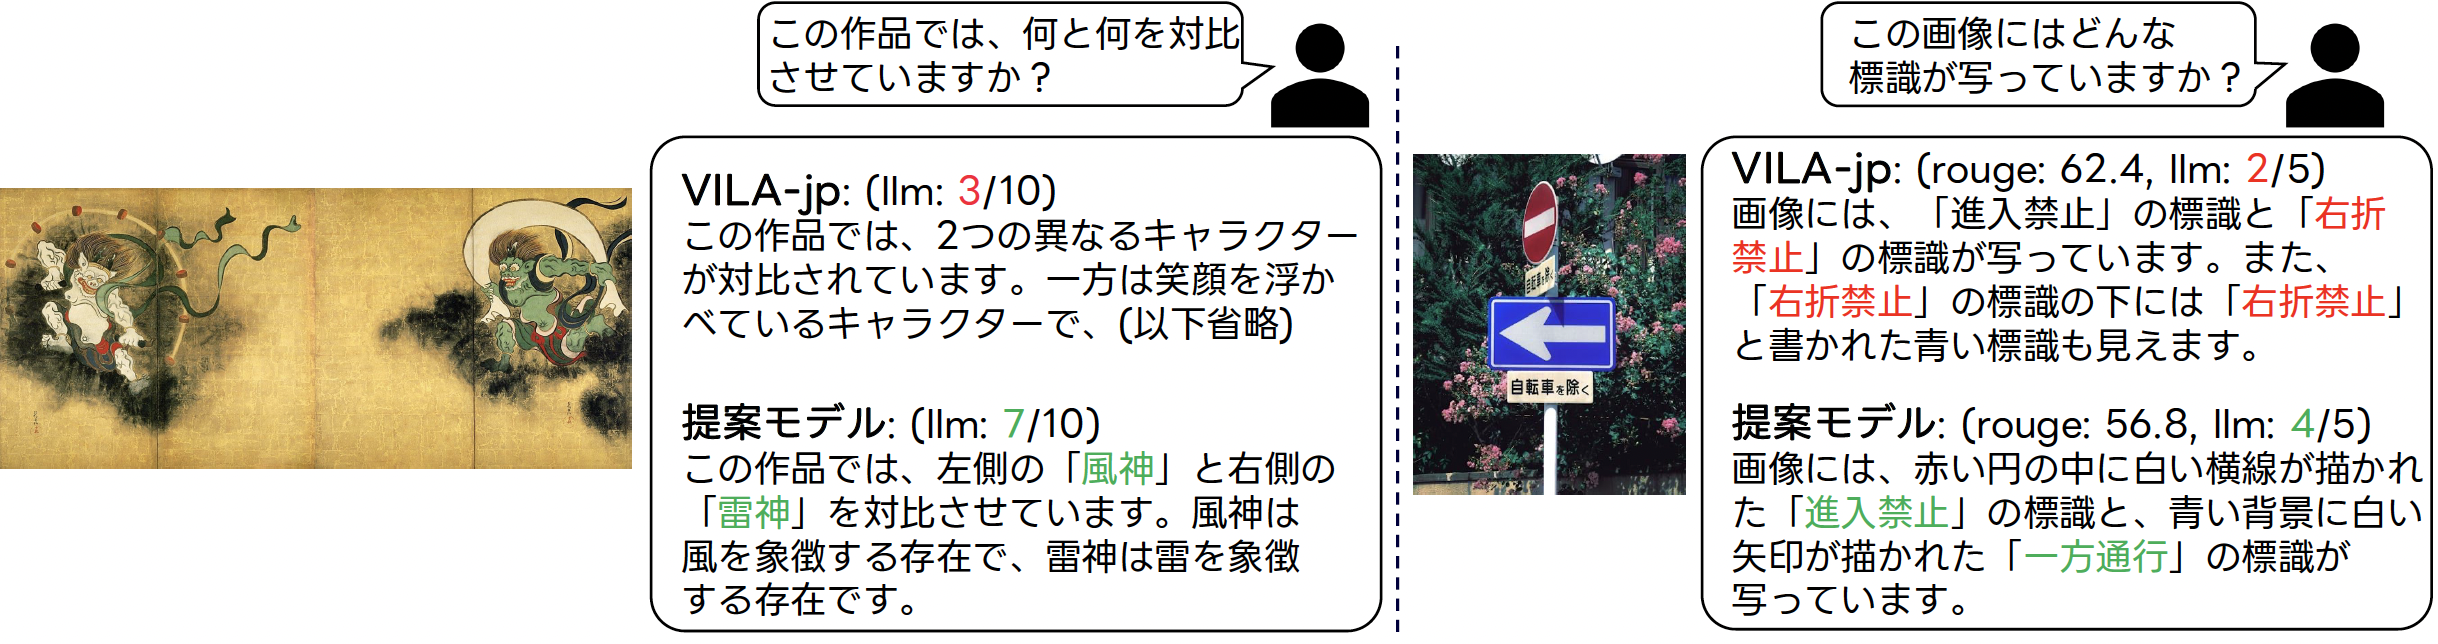 この作品では、何と何を対比
させていますか？
VILA-jp: (llm: 3/10)
この作品では、2つの異なるキャラクター
が対比されています。一方は笑顔を浮か
べているキャラクターで、(以下省略)
提案モデル: (llm: 7/10)
この作品では、左側の「風神」と右側の
「雷神」を対比させています。風神は
風を象徴する存在で、雷神は雷を象徴
する存在です。
この画像にはどんな
標識が写っていますか？
自転車を除く
自転車を除く
VILA-jp: (rouge: 62.4, llm: 2/5)
画像には、「進入禁止」の標識と「右折
禁止」の標識が写っています。また、
「右折禁止」の標識の下には「右折禁止」
と書かれた青い標識も見えます。
提案モデル: (rouge: 56.8, llm: 4/5)
画像には、赤い円の中に白い横線が描かれ
た「進入禁止」の標識と、青い背景に白い
矢印が描かれた「一方通行」の標識が
写っています。